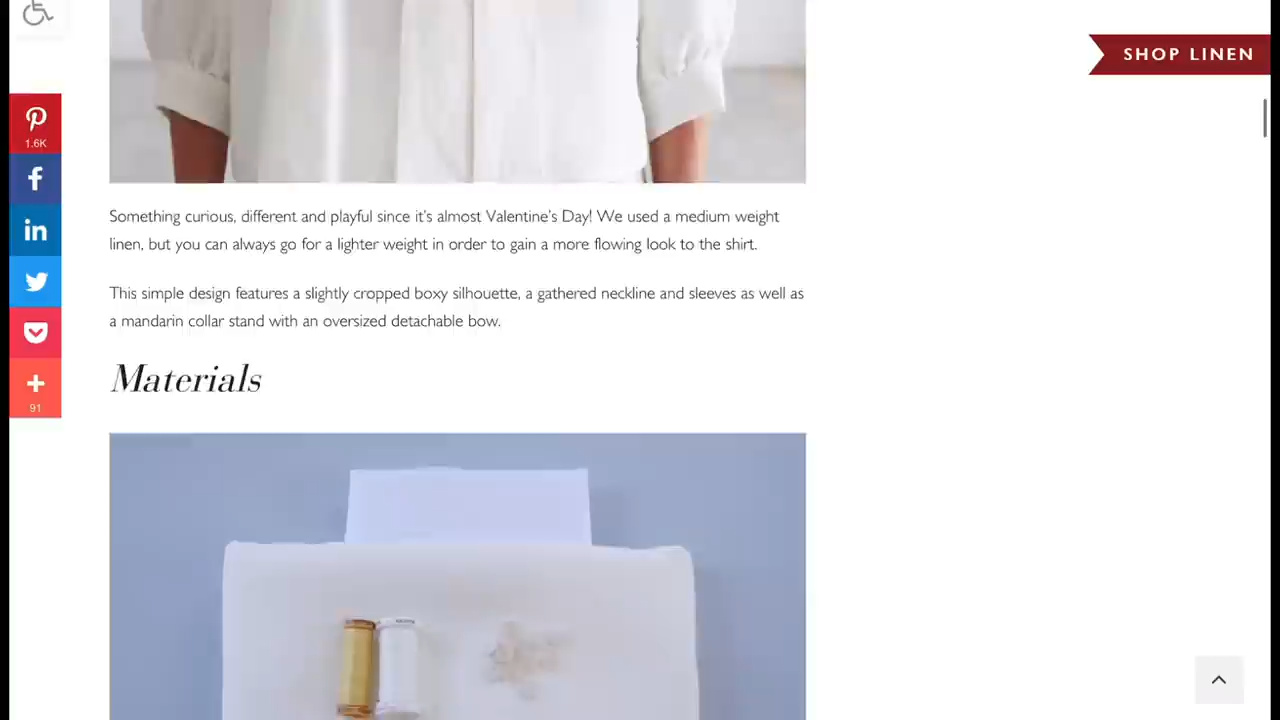 SHOP LINEN
1.6K
Something curious, different and playful since it’s almost Valentine’s Day! We used a medium weight
linen, but you can always go for a lighter weight in order to gain a more flowing look to the shirt.
This simple design features a slightly cropped boxy silhouette, a gathered neckline and sleeves as well as
a mandarin collar stand with an oversized detachable bow.
Materials
91